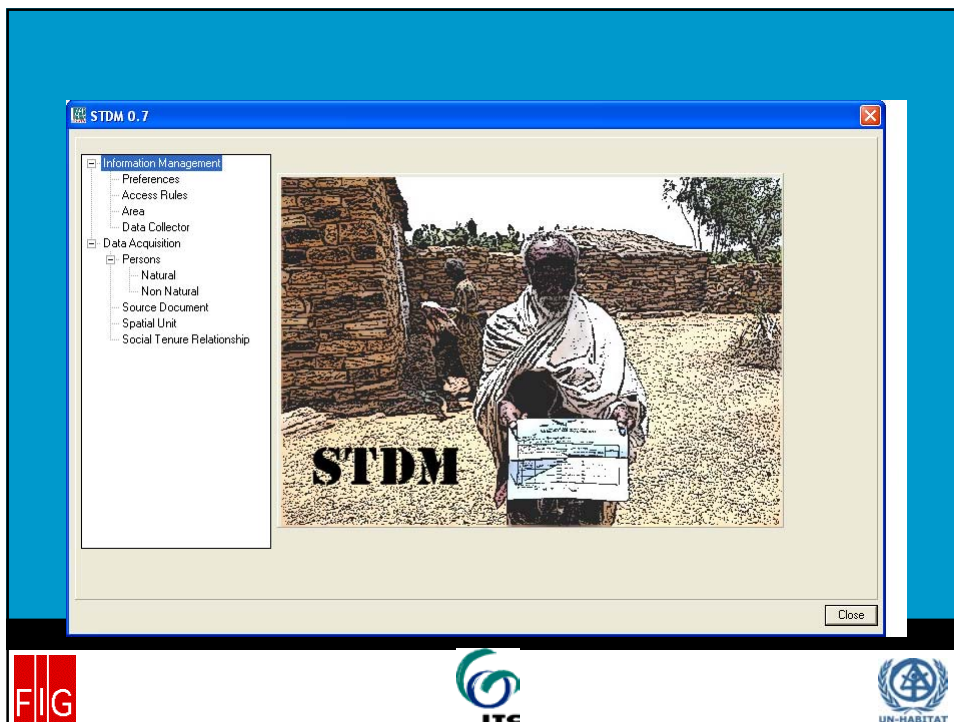 STDM 0.7
Information Management
Preferences
Access Rules
Area
Data Collector
Data Acquisition
Persons
Natural
Non Natural
Source Document
Spatial Unit
Social Tenure Relationship
STDM
Close
FIG
ITC
UN-HABITAT